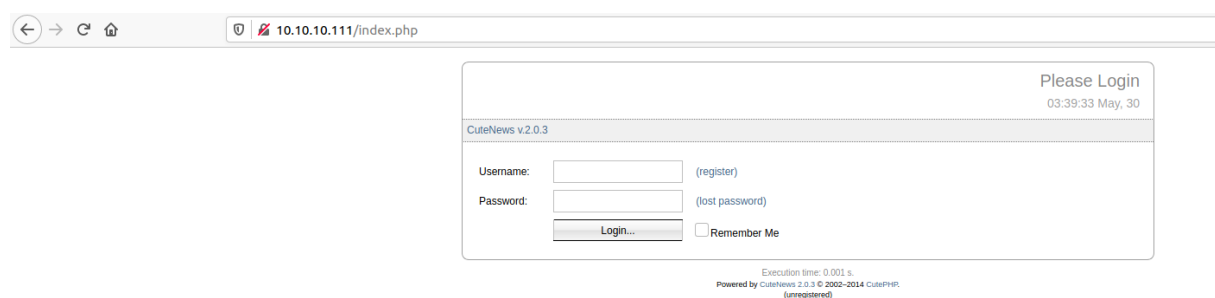 10.10.10.111/index.php
Please Login
03:39:33 May, 30
CuteNews v.2.0.3
Username: (register)
Password: (lost password)
Login... Remember Me
Execution time: 0.001 s.
Powered by CuteNews 2.0.3 © 2002–2014 CutePHP.
(unregistered)